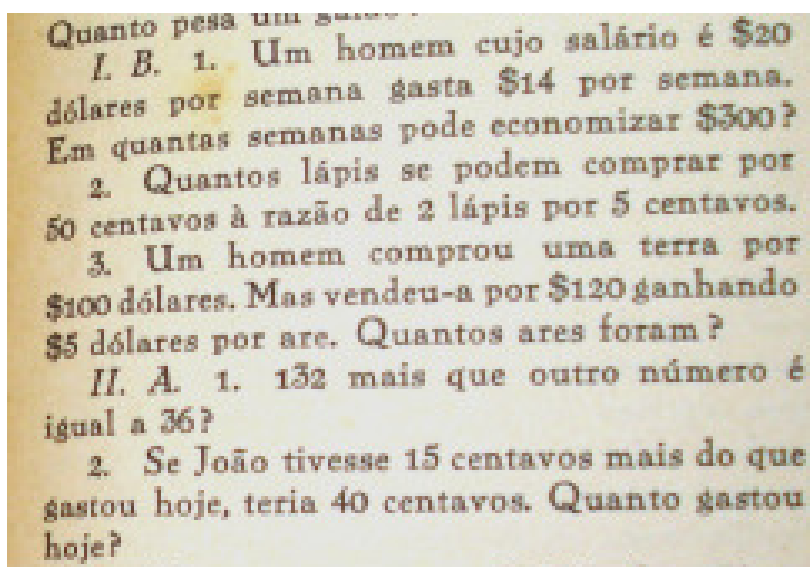 Quanto pesa um
I. B. 1. Um homem cujo salário é $20
dólares por semana gasta $14 por semana.
Em quantas semanas pode economizar $300?
2. Quantos lápis se podem comprar por
50 centavos à razão de 2 lápis por 5 centavos.
3. Um homem comprou uma terra por
$100 dólares. Mas vendeu-a por $120 ganhando
$5 dólares por are. Quantos ares foram?
II. A. 1. 132 mais que outro número é
igual a 36?
2. Se João tivesse 15 centavos mais do que
gastou hoje, teria 40 centavos. Quanto gastou
hoje?